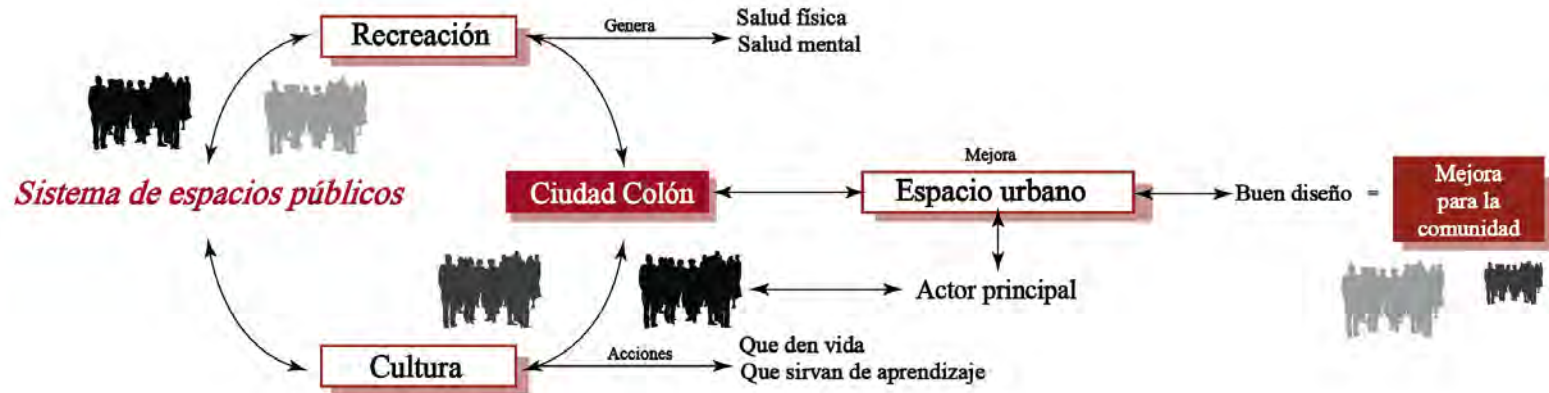 Recreación
Genera
Salud física
Salud mental
Sistema de espacios públicos
Ciudad Colón
Mejora
Espacio urbano
Buen diseño =
Mejora
para la
comunidad
Actor principal
Cultura
Acciones
Que den vida
Que sirvan de aprendizaje